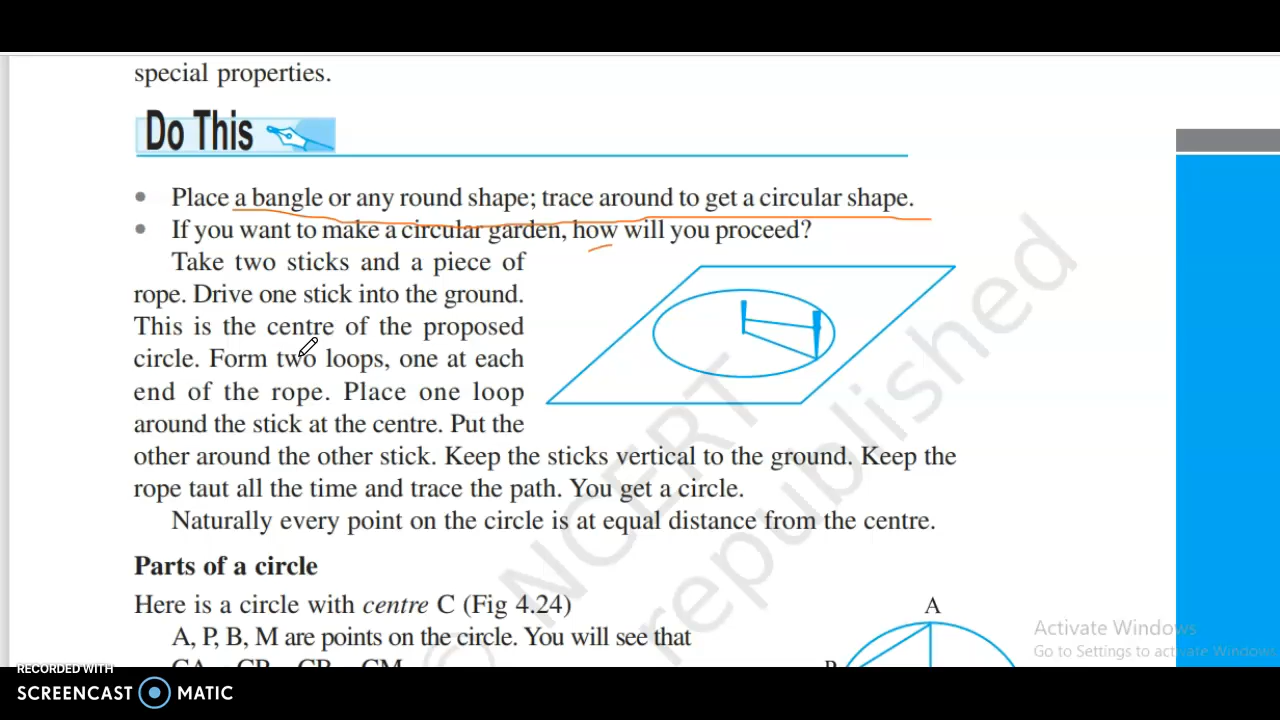 special properties.
Do This
• Place a bangle or any round shape; trace around to get a circular shape.
• If you want to make a circular garden, how will you proceed?
Take two sticks and a piece of
rope. Drive one stick into the ground.
This is the centre of the proposed
circle. Form two loops, one at each
end of the rope. Place one loop
around the stick at the centre. Put the
other around the other stick. Keep the sticks vertical to the ground. Keep the
rope taut all the time and trace the path. You get a circle.
Naturally every point on the circle is at equal distance from the centre.
Parts of a circle
Here is a circle with centre C (Fig 4.24)
A, P, B, M are points on the circle. You will see that
A
© NCERT
republished
Activate Windows
Go to Settings to activate Windows.
RECORDED WITH
SCREENCAST MATIC